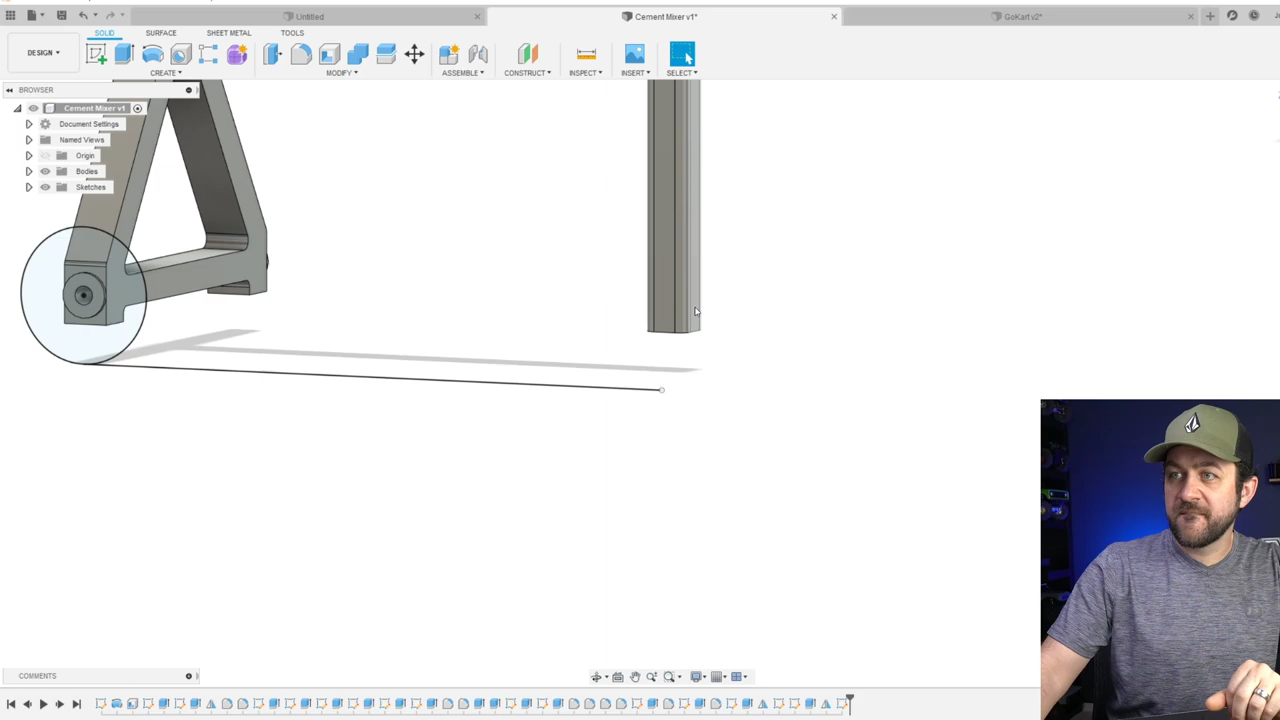 Untitled
Cement Mixer v1*
GoKart v2*
DESIGN
SOLID
SURFACE
SHEET METAL
TOOLS
CREATE
MODIFY
ASSEMBLE
CONSTRUCT
INSPECT
INSERT
SELECT
BROWSER
Cement Mixer v1
Document Settings
Named Views
Origin
Bodies
Sketches
COMMENTS